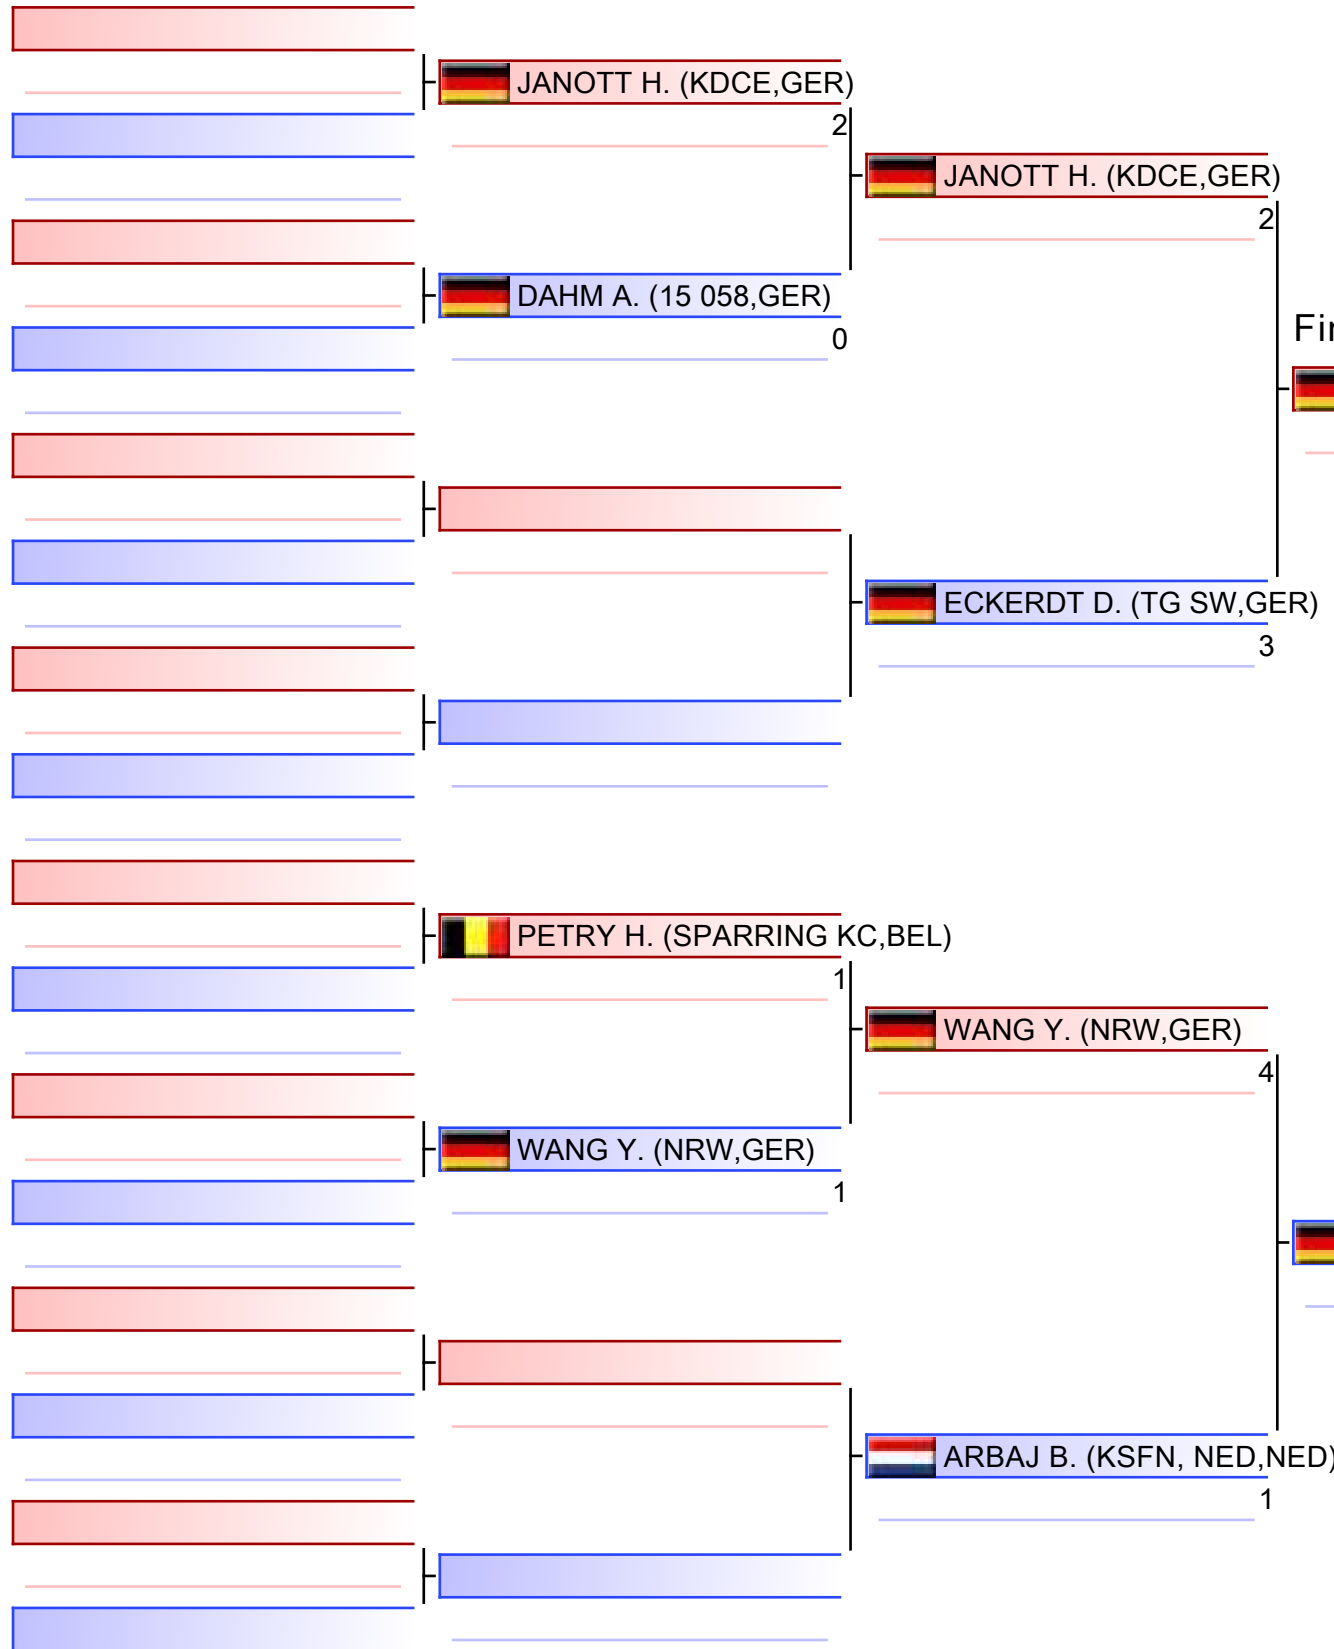 JANOTT H. (KDCE,GER)
2
JANOTT H. (KDCE,GER)
2
DAHM A. (15 058,GER)
0
ECKERDT D. (TG SW,GER)
3
PETRY H. (SPARRING KC,BEL)
1
WANG Y. (NRW,GER)
4
WANG Y. (NRW,GER)
1
ARBAJ B. (KSFN, NED,NED)
1